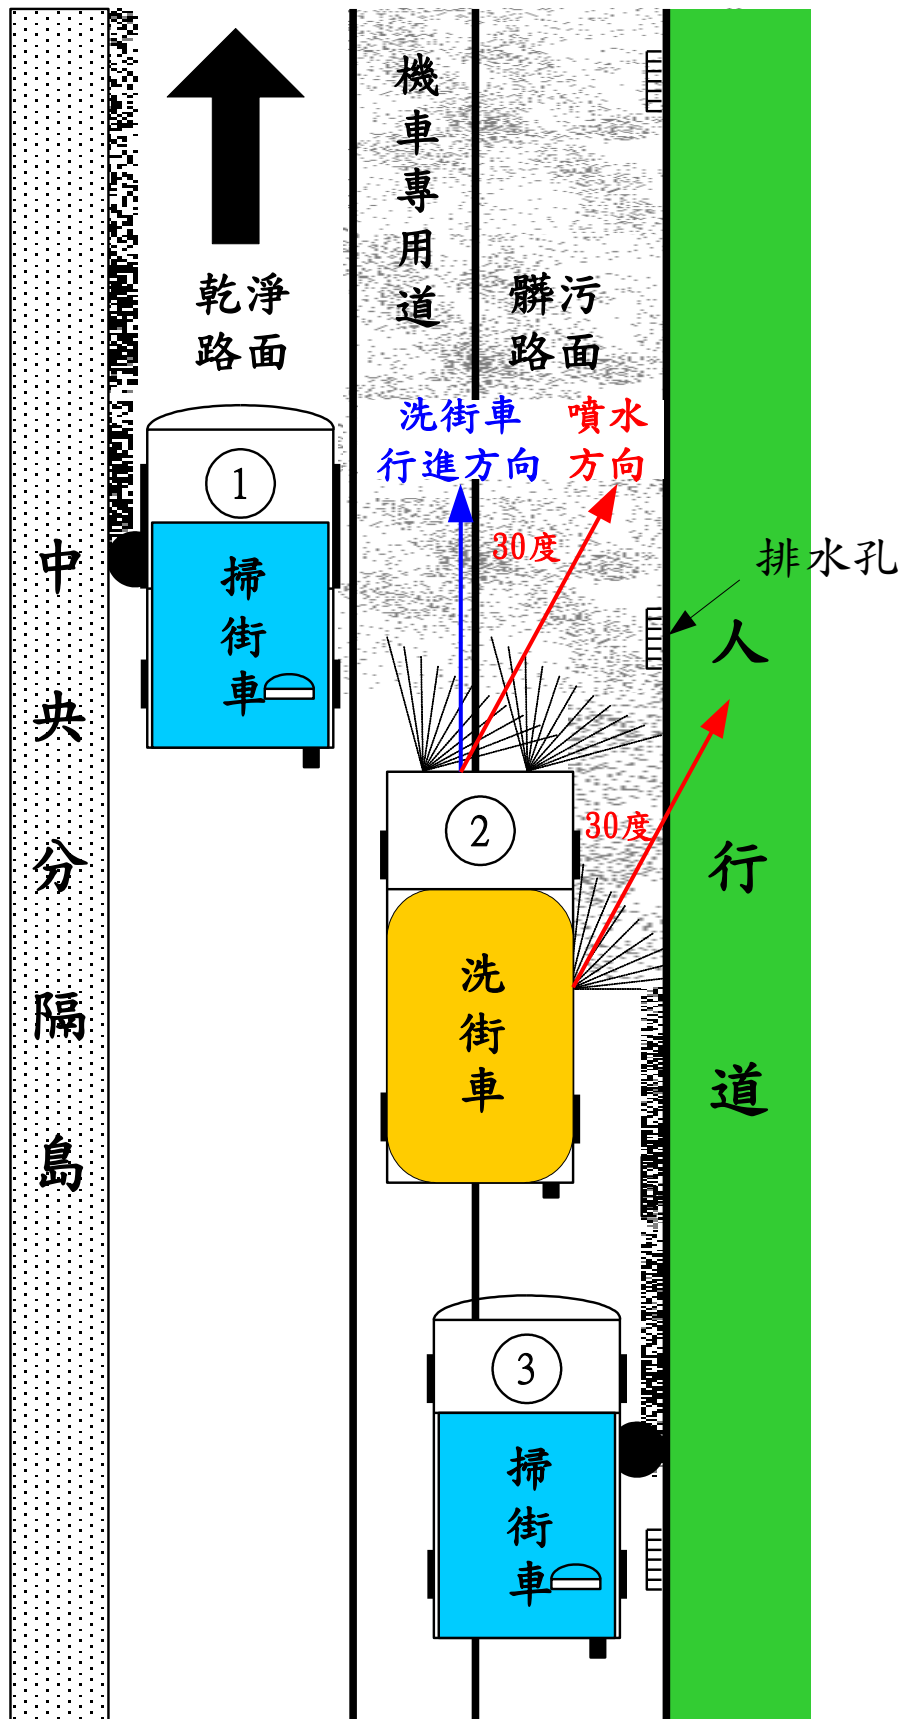 機車專用道
乾淨
路面
髒污
路面
洗街車
行進方向
噴水
方向
1
30度
排水孔
掃街車
中央分隔島
人行道
2
30度
洗街車
3
掃街車